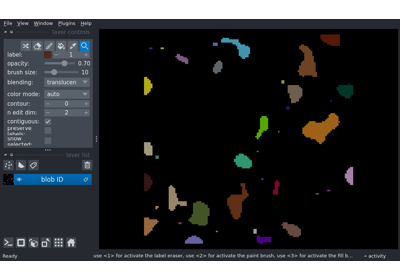 File View Window Plugins Help
layer controls
label: 1
opacity: 0.70
brush size: 10
blending: translucen
color mode: auto
contour: 0
n edit dim: 2
contiguous: ✓
preserve labels:
show selected:
layer list
blob ID
Ready use <1> for activate the label eraser, use <2> for activate the paint brush, use <3> for activate the fill b... activity